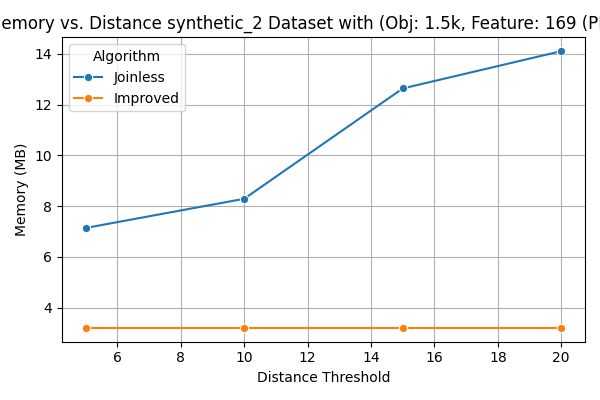 emory vs. Distance synthetic_2 Dataset with (Obj: 1.5k, Feature: 169 (P
Algorithm
Joinless
Improved
14
12
10
8
6
4
Memory (MB)
6 8 10 12 14 16 18 20
Distance Threshold